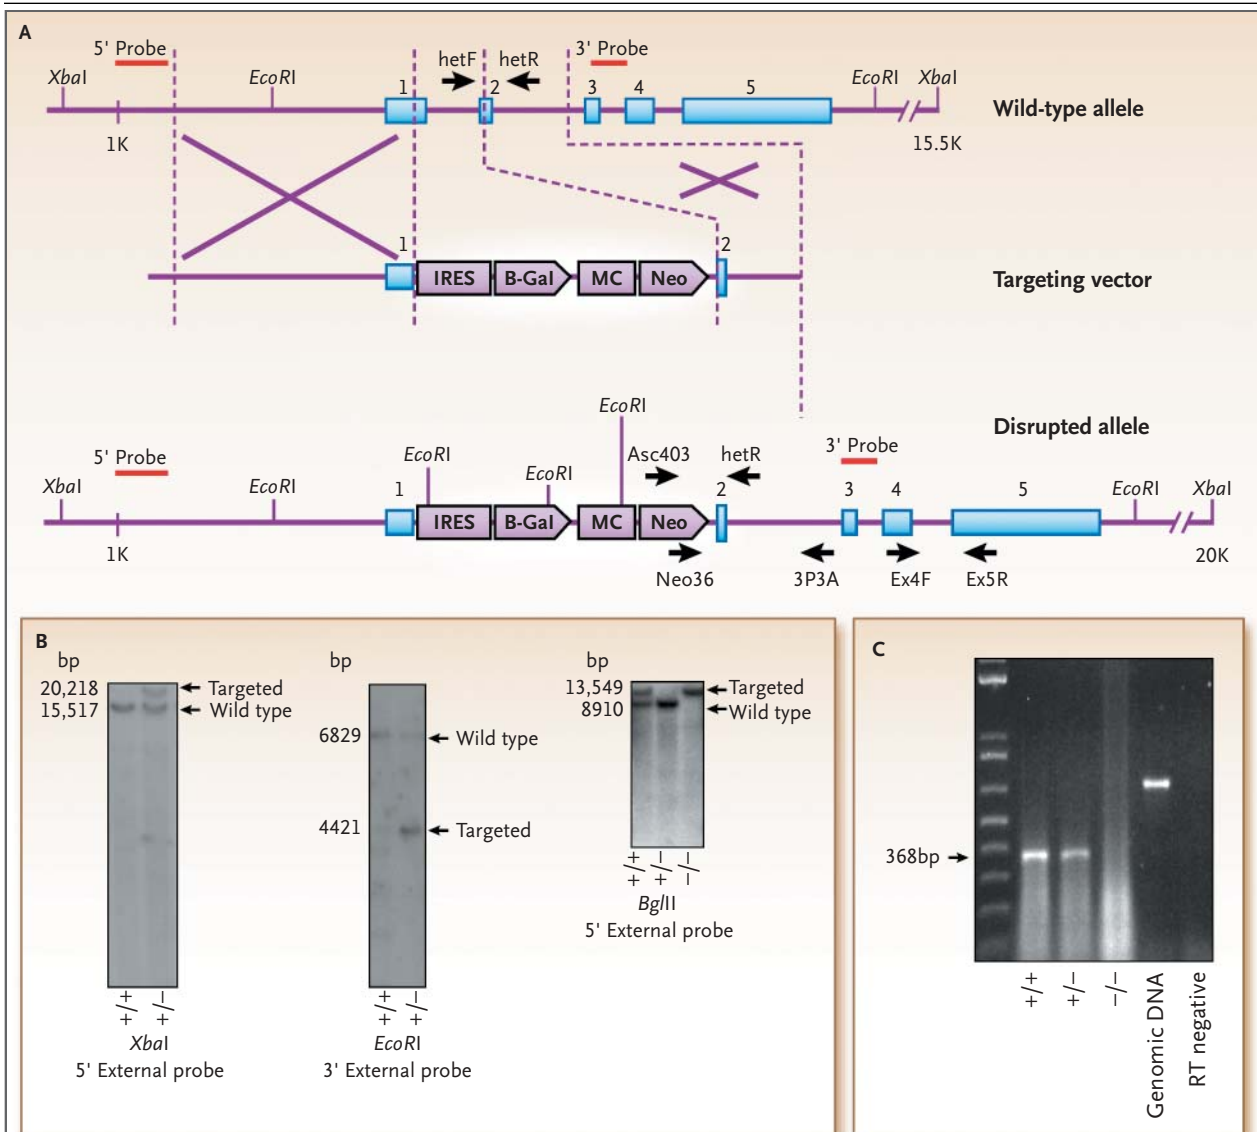 A
5' Probe
hetF hetR 3' Probe
XbaI EcoRI 1 2 3 4 5 EcoRI XbaI
Wild-type allele
1K 15.5K
1 IRES B-Gal MC Neo 2
Targeting vector
Disrupted allele
EcoRI
5' Probe EcoRI EcoRI Asc403 hetR 3' Probe
XbaI EcoRI 1 2 3 4 5 EcoRI XbaI
IRES B-Gal MC Neo
1K 20K
Neo36 3P3A Ex4F Ex5R
B
bp
20,218 Targeted
15,517 Wild type
+/+ +/–
XbaI
5' External probe
bp
6829 Wild type
4421 Targeted
+/+ +/–
EcoRI
3' External probe
bp
13,549 Targeted
8910 Wild type
+/+ +/– –/–
BglII
5' External probe
C
368bp
+/+ +/– –/– Genomic DNA RT negative